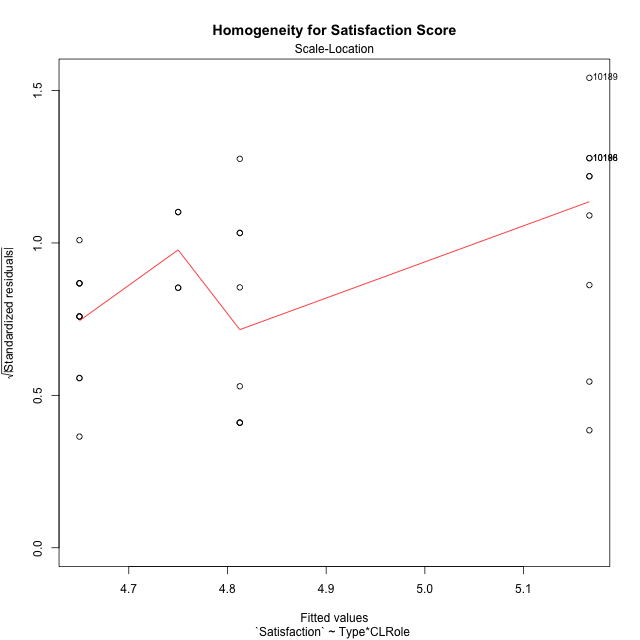 Homogeneity for Satisfaction Score
Scale-Location
√|Standardized residuals|
1.5
1.0
0.5
0.0
10189
4.7
4.8
4.9
5.0
5.1
Fitted values
`Satisfaction` ~ Type*CLRole